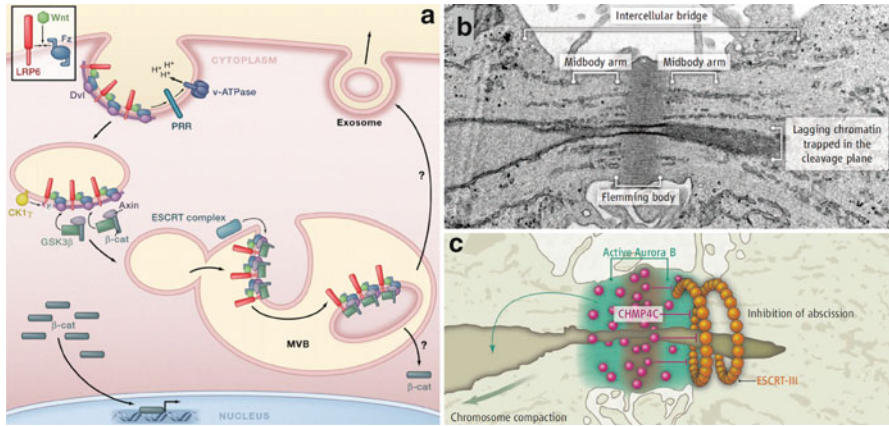 a
Wnt
Fz
LRP6
CYTOPLASM
H+
H+
H+
Dvl
v-ATPase
PRR
Exosome
CK1γ
Axin
GSK3β
β-cat
ESCRT complex
?
β-cat
MVB
?
β-cat
NUCLEUS
b
Intercellular bridge
Midbody arm
Midbody arm
Lagging chromatin
trapped in the
cleavage plane
Flemming body
c
Active Aurora B
CHMP4C
Inhibition of abscission
ESCRT-III
Chromosome compaction